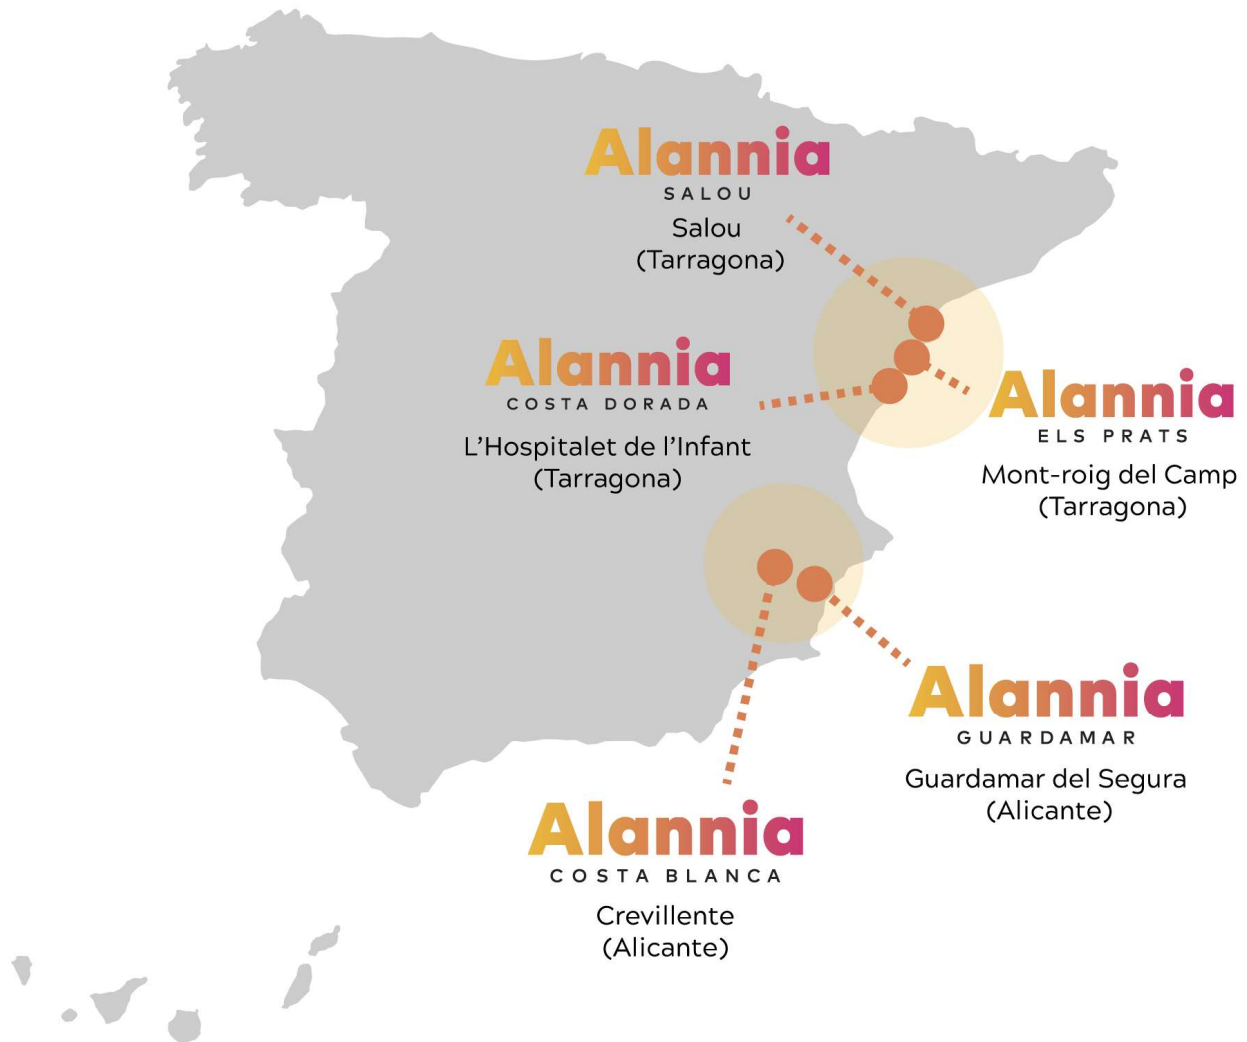 Alannia
SALOU
Salou
(Tarragona)
Alannia
COSTA DORADA
L'Hospitalet de l'Infant
(Tarragona)
Alannia
ELS PRATS
Mont-roig del Camp
(Tarragona)
Alannia
GUARDAMAR
Guardamar del Segura
(Alicante)
Alannia
COSTA BLANCA
Crevillente
(Alicante)